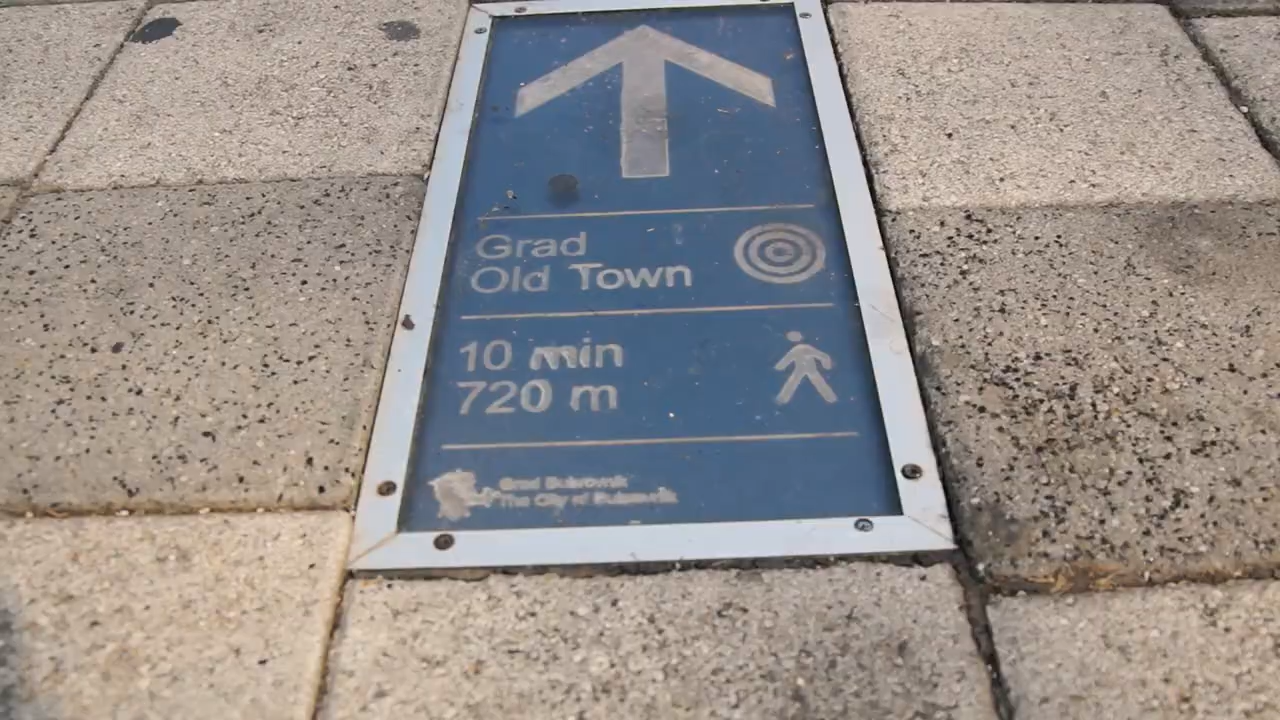 Grad
Old Town
C
10 min
720 m
Grad Dubrovnik
The City of Dubrovnik